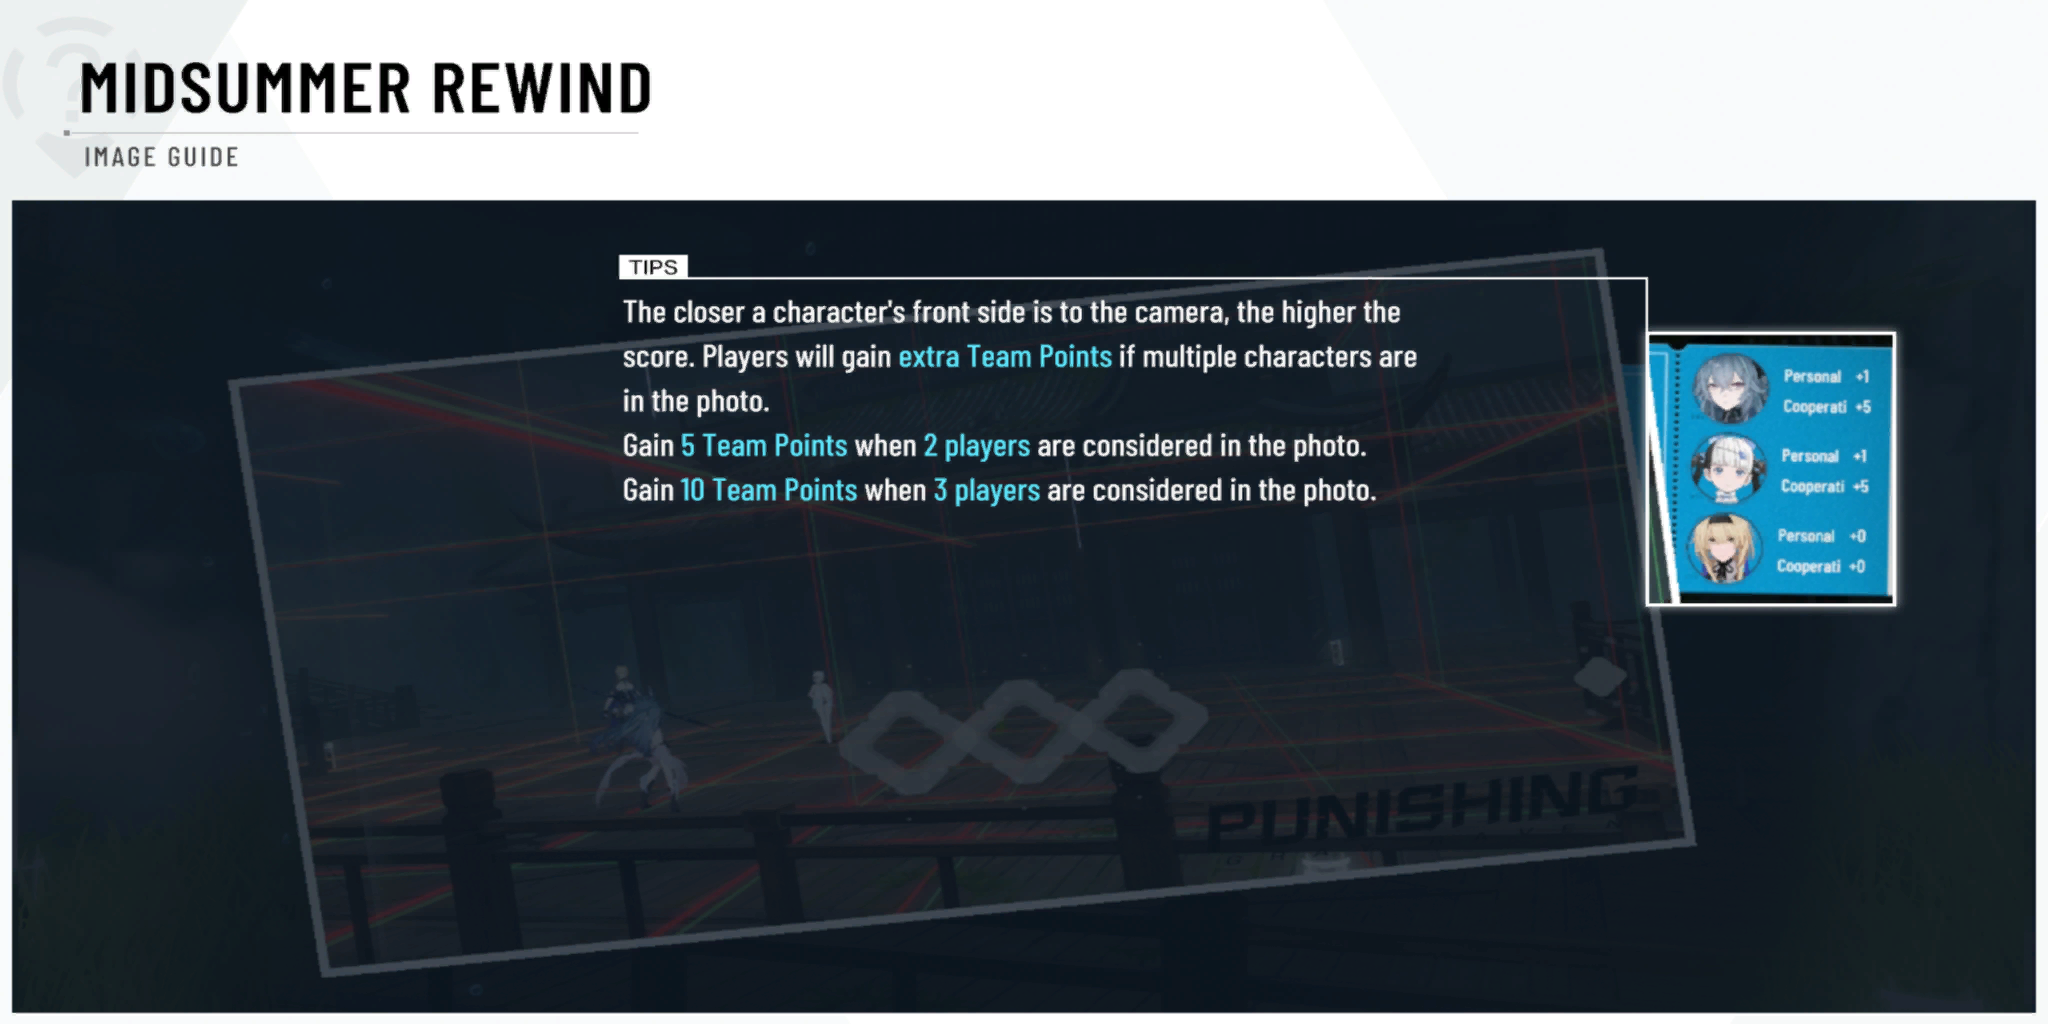 MIDSUMMER REWIND
IMAGE GUIDE
TIPS
The closer a character's front side is to the camera, the higher the
score. Players will gain extra Team Points if multiple characters are
in the photo.
Gain 5 Team Points when 2 players are considered in the photo.
Gain 10 Team Points when 3 players are considered in the photo.
Personal +1
Cooperati +5
Personal +1
Cooperati +5
Personal +0
Cooperati +0
PUNISHING